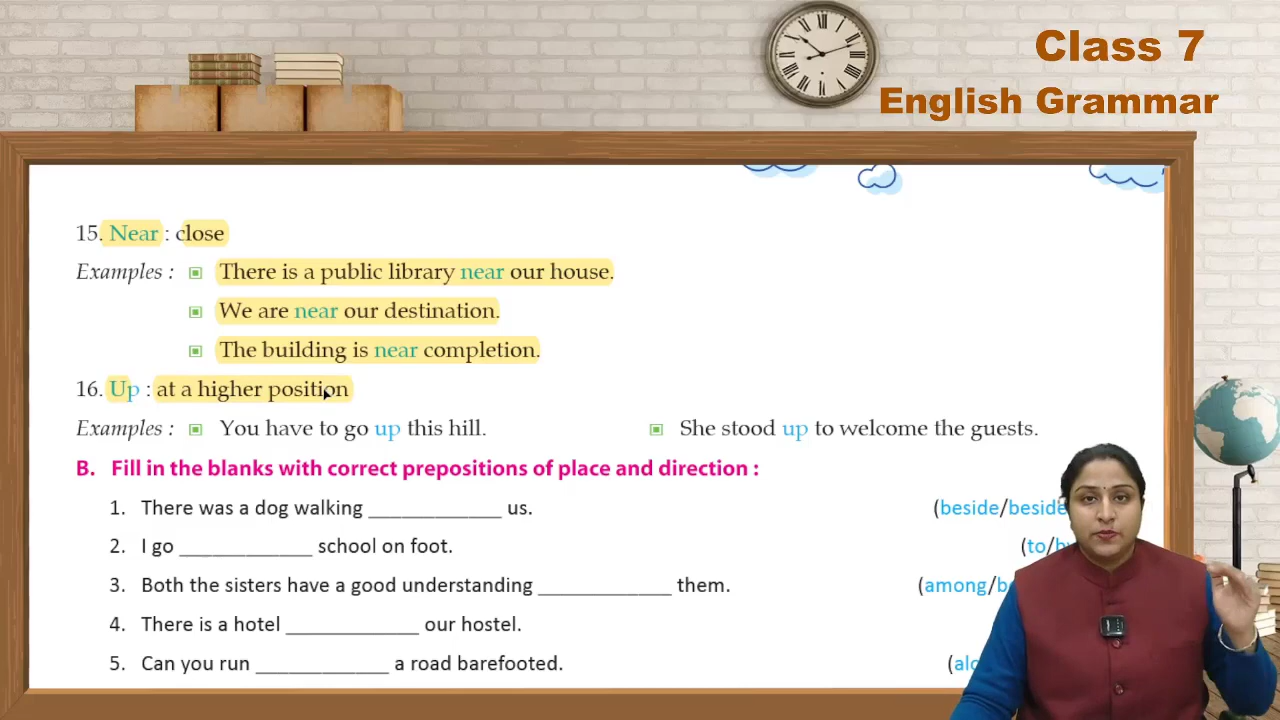 Class 7
English Grammar
15. Near : close
Examples : There is a public library near our house.
We are near our destination.
The building is near completion.
16. Up : at a higher position
Examples : You have to go up this hill. She stood up to welcome the guests.
B. Fill in the blanks with correct prepositions of place and direction :
1. There was a dog walking ____________ us. (beside/
2. I go ____________ school on foot. (to/
3. Both the sisters have a good understanding ____________ them. (among/
4. There is a hotel ____________ our hostel.
5. Can you run ____________ a road barefooted.